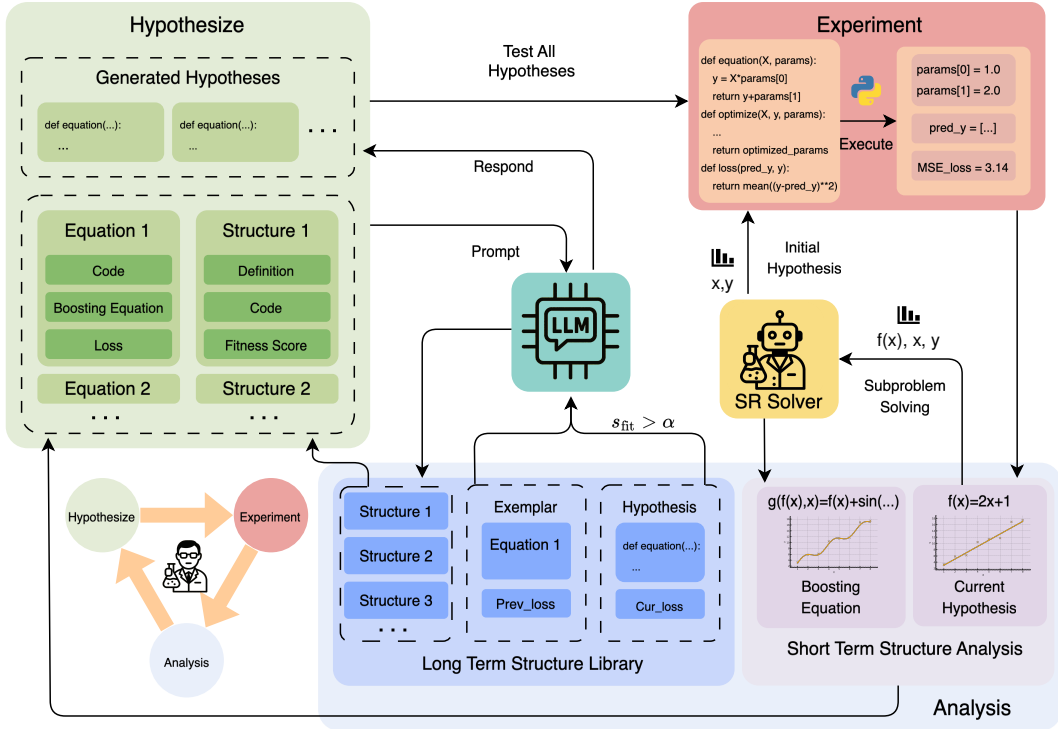 Hypothesize
Generated Hypotheses
def equation(...):
...
def equation(...):
...
...
Equation 1
Code
Boosting Equation
Loss
Equation 2
...
Structure 1
Definition
Code
Fitness Score
Structure 2
...
Test All
Hypotheses
Respond
Prompt
LLM
Experiment
def equation(X, params):
y = X*params[0]
return y+params[1]
def optimize(X, y, params):
...
return optimized_params
def loss(pred_y, y):
return mean((y-pred_y)**2)
Execute
params[0] = 1.0
params[1] = 2.0
pred_y = [...]
MSE_loss = 3.14
x,y
Initial
Hypothesis
SR Solver
f(x), x, y
Subproblem
Solving
s_fit > α
Hypothesize
Experiment
Analysis
Structure 1
Structure 2
Structure 3
...
Exemplar
Equation 1
Prev_loss
Hypothesis
def equation(...):
...
Cur_loss
Long Term Structure Library
g(f(x),x)=f(x)+sin(...)
Boosting
Equation
f(x)=2x+1
Current
Hypothesis
Short Term Structure Analysis
Analysis